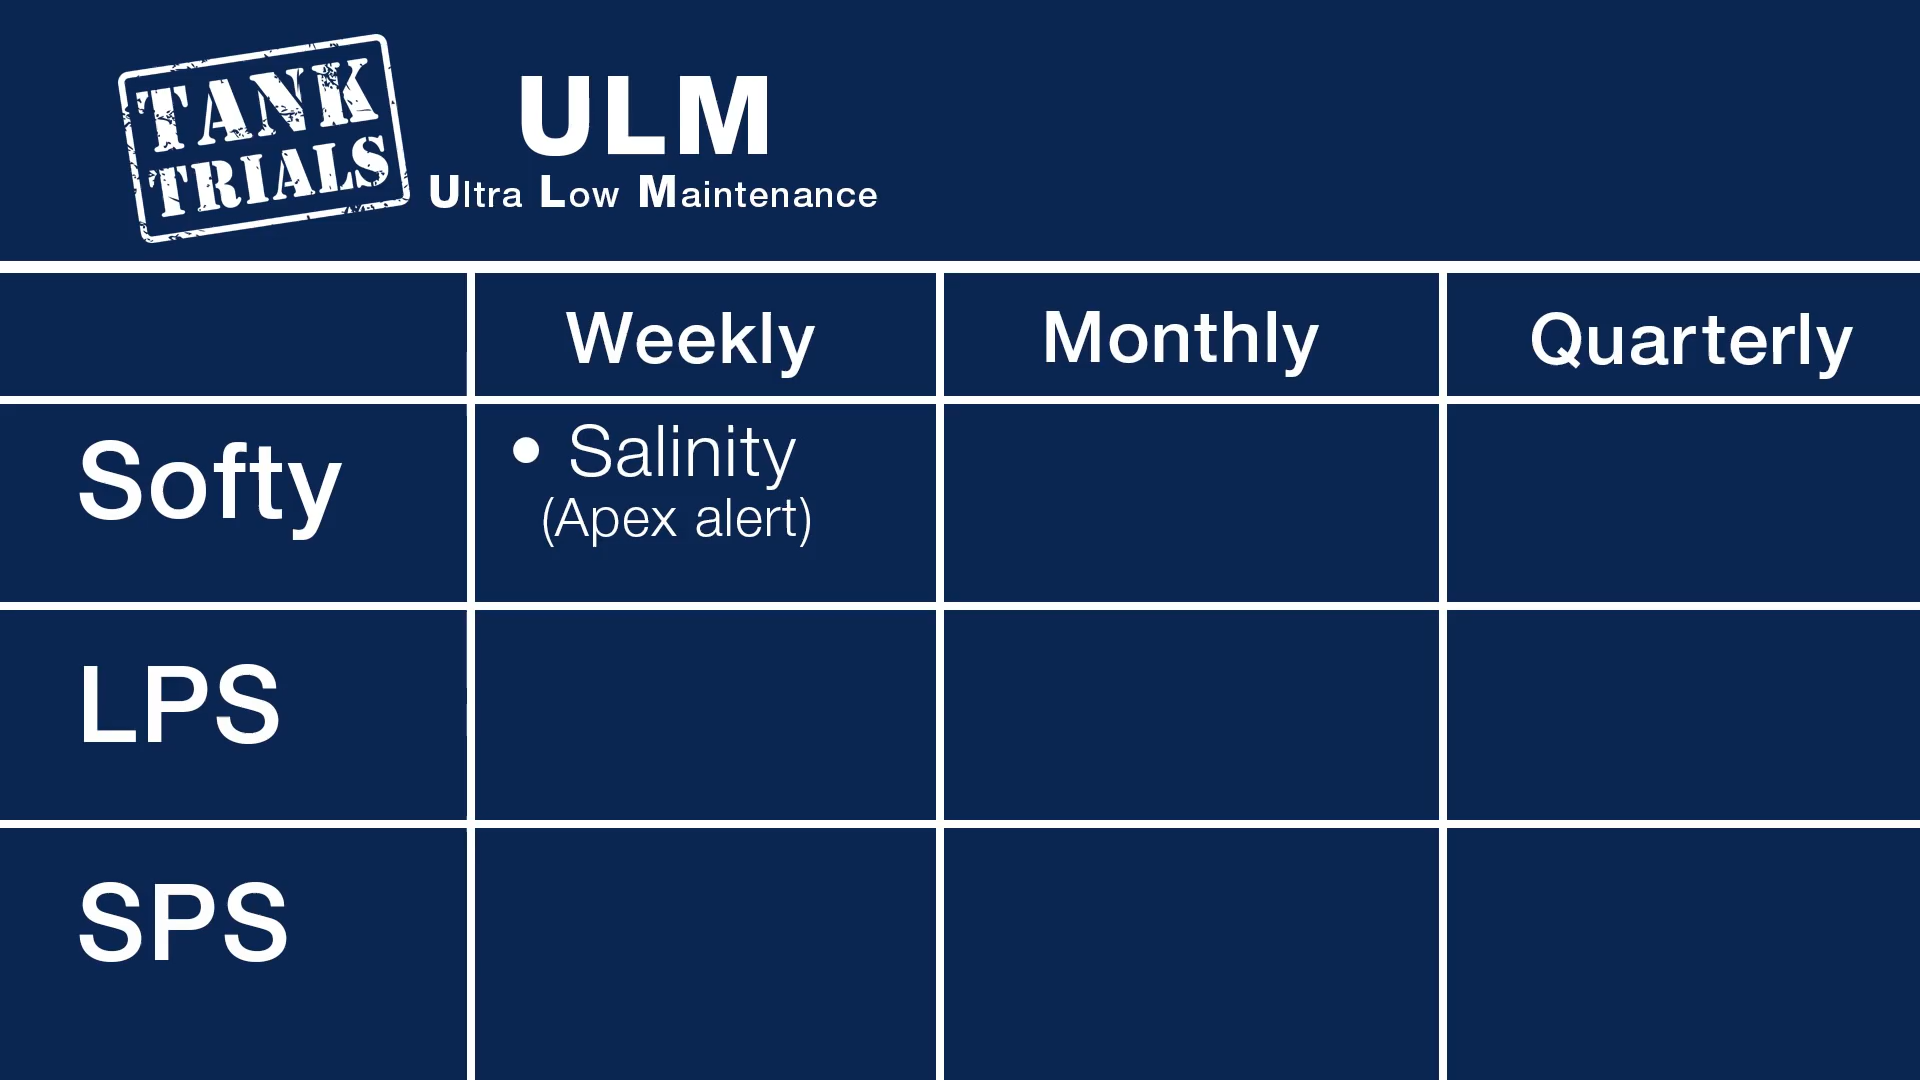 TANK
TRIALS
ULM
Ultra Low Maintenance
Weekly Monthly Quarterly
Softy • Salinity
(Apex alert)
LPS
SPS